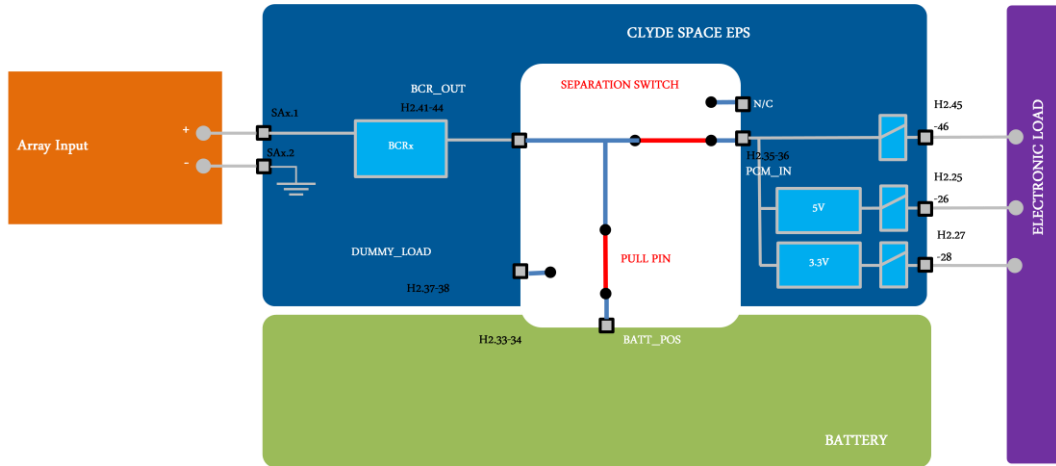 CLYDE SPACE EPS
SEPARATION SWITCH
BCR_OUT
H2.41-44
N/C
H2.45
-46
SAx.1
+
Array Input
BCRx
-
SAx.2
H2.35-36
PCM_IN
H2.25
-26
5V
ELECTRONIC LOAD
DUMMY_LOAD
PULL PIN
3.3V
H2.27
-28
H2.37-38
H2.33-34
BATT_POS
BATTERY